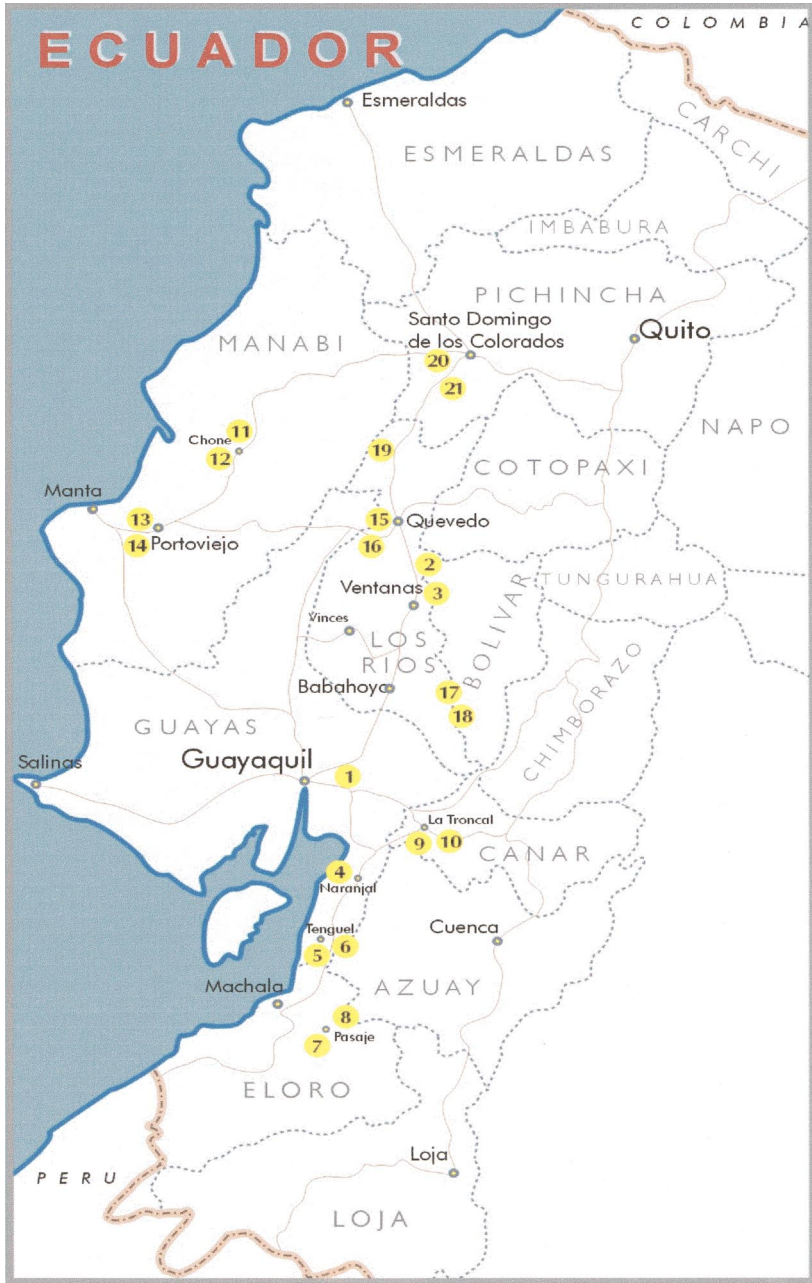 COLOMBIA
ECUADOR
Esmeraldas
CARCHI
ESMERALDAS
IMBABURA
PICHINCHA
Santo Domingo
de los Colorados
Quito
MANABI
20
21
NAPO
11
Chone
12
19
COTOPAXI
Manta
13
14
Portoviejo
15
Quevedo
16
2
TUNGURAHUA
Ventanas
3
BOLIVAR
Vinces
LOS
RIOS
Babahoyo
17
18
CHIMBORAZO
GUAYAS
Guayaquil
Salinas
1
La Troncal
9
10
CANAR
4
Naranjal
Tenguel
5
6
Cuenca
Machala
AZUAY
8
7
Pasaje
ELORO
Loja
PERU
LOJA